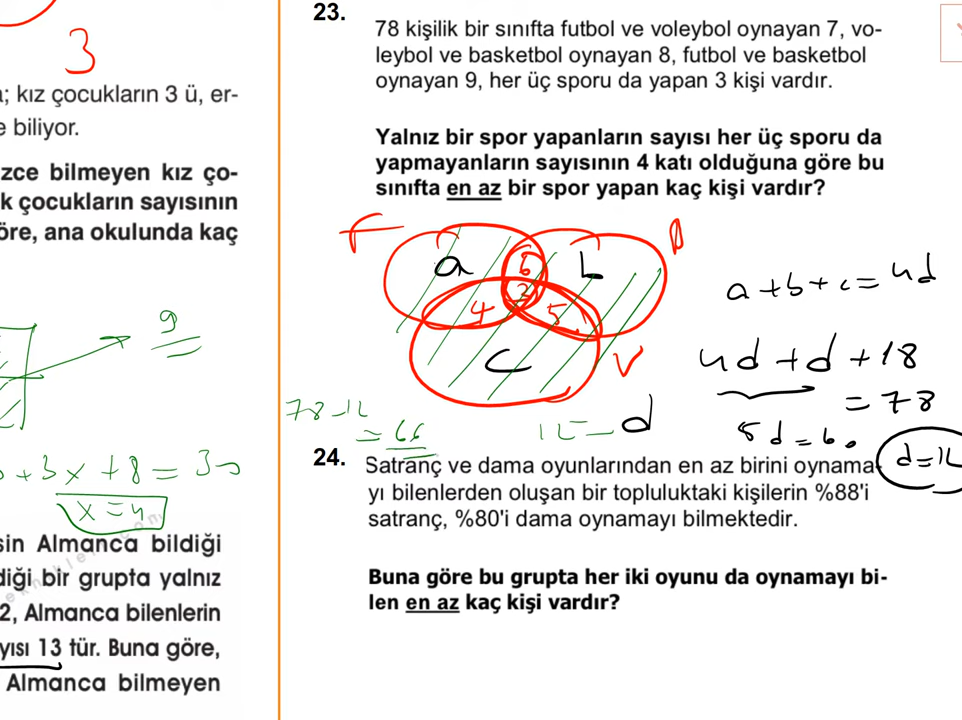 3
; kız çocukların 3 ü, er-
e biliyor.
zce bilmeyen kız ço-
k çocukların sayısının
öre, ana okulunda kaç
9
+3x+8=3
x=4
sin Almanca bildiği
diği bir grupta yalnız
2, Almanca bilenlerin
yısı 13 tür. Buna göre,
Almanca bilmeyen
23.
78 kişilik bir sınıfta futbol ve voleybol oynayan 7, vo-
leybol ve basketbol oynayan 8, futbol ve basketbol
oynayan 9, her üç sporu da yapan 3 kişi vardır.
Yalnız bir spor yapanların sayısı her üç sporu da
yapmayanların sayısının 4 katı olduğuna göre bu
sınıfta en az bir spor yapan kaç kişi vardır?
F
B
a
6
b
3
4
5
c
V
a+b+c=4d
4d+d+18
=78
5d=60
d=12
78-12
=66
12=d
24.
Satranç ve dama oyunlarından en az birini oynama-
yı bilenlerden oluşan bir topluluktaki kişilerin %88'i
satranç, %80'i dama oynamayı bilmektedir.
Buna göre bu grupta her iki oyunu da oynamayı bi-
len en az kaç kişi vardır?